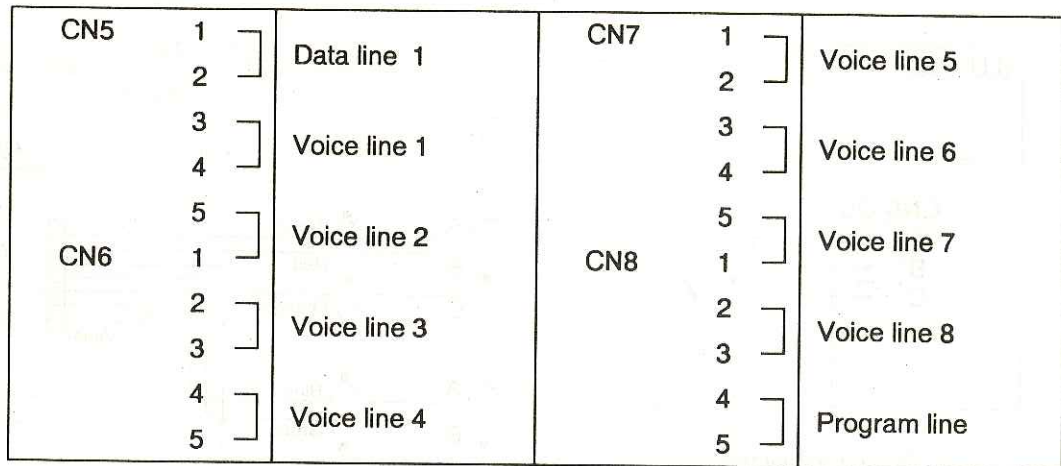 CN5 1
Data line 1
2
3
Voice line 1
4
5
Voice line 2
CN6 1
2
Voice line 3
3
4
Voice line 4
5
CN7 1
Voice line 5
2
3
Voice line 6
4
5
Voice line 7
CN8 1
2
Voice line 8
3
4
Program line
5